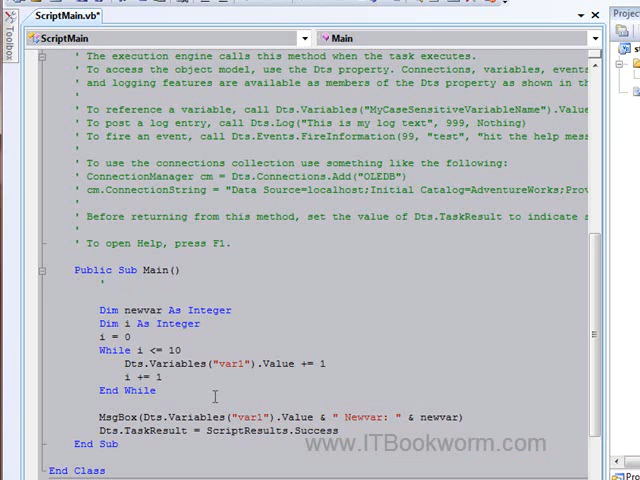 ScriptMain.vb*
Projec
Toolbox
ScriptMain
Main
' The execution engine calls this method when the task executes.
' To access the object model, use the Dts property. Connections, variables, events
' and logging features are available as members of the Dts property as shown in th
'
' To reference a variable, call Dts.Variables("MyCaseSensitiveVariableName").Value
' To post a log entry, call Dts.Log("This is my log text", 999, Nothing)
' To fire an event, call Dts.Events.FireInformation(99, "test", "hit the help mess
'
' To use the connections collection use something like the following:
' ConnectionManager cm = Dts.Connections.Add("OLEDB")
' cm.ConnectionString = "Data Source=localhost;Initial Catalog=AdventureWorks;Prov
'
' Before returning from this method, set the value of Dts.TaskResult to indicate s
'
' To open Help, press F1.
Public Sub Main()
'
Dim newvar As Integer
Dim i As Integer
i = 0
While i <= 10
Dts.Variables("var1").Value += 1
i += 1
End While
MsgBox(Dts.Variables("var1").Value & " Newvar: " & newvar)
Dts.TaskResult = ScriptResults.Success
End Sub
www.ITBookworm.com
End Class
Prope